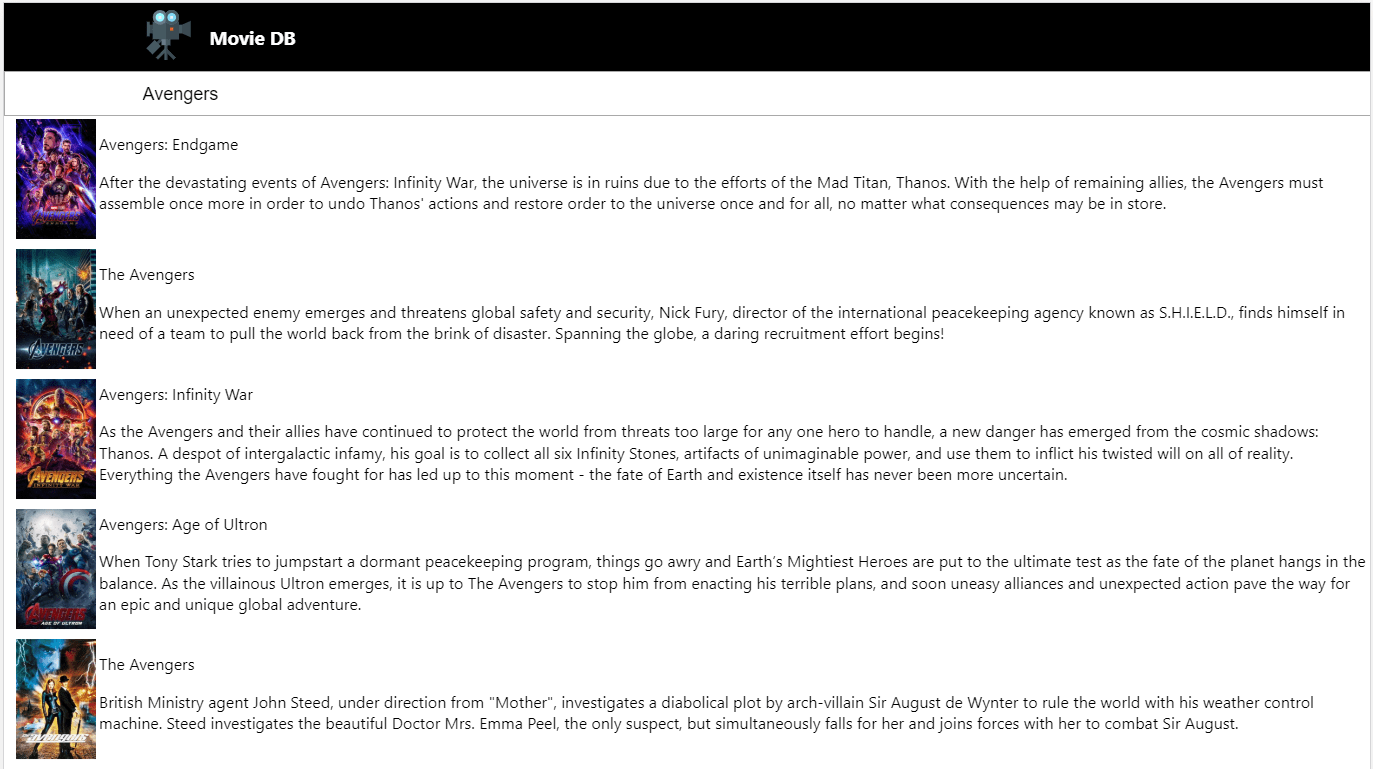 Movie DB
Avengers
Avengers: Endgame
After the devastating events of Avengers: Infinity War, the universe is in ruins due to the efforts of the Mad Titan, Thanos. With the help of remaining allies, the Avengers must
assemble once more in order to undo Thanos' actions and restore order to the universe once and for all, no matter what consequences may be in store.
AVENGERS
The Avengers
When an unexpected enemy emerges and threatens global safety and security, Nick Fury, director of the international peacekeeping agency known as S.H.I.E.L.D., finds himself in
need of a team to pull the world back from the brink of disaster. Spanning the globe, a daring recruitment effort begins!
AVENGERS
Avengers: Infinity War
As the Avengers and their allies have continued to protect the world from threats too large for any one hero to handle, a new danger has emerged from the cosmic shadows:
Thanos. A despot of intergalactic infamy, his goal is to collect all six Infinity Stones, artifacts of unimaginable power, and use them to inflict his twisted will on all of reality.
Everything the Avengers have fought for has led up to this moment - the fate of Earth and existence itself has never been more uncertain.
AVENGERS
INFINITY WAR
Avengers: Age of Ultron
When Tony Stark tries to jumpstart a dormant peacekeeping program, things go awry and Earth’s Mightiest Heroes are put to the ultimate test as the fate of the planet hangs in the
balance. As the villainous Ultron emerges, it is up to The Avengers to stop him from enacting his terrible plans, and soon uneasy alliances and unexpected action pave the way for
an epic and unique global adventure.
AVENGERS
AGE OF ULTRON
The Avengers
British Ministry agent John Steed, under direction from "Mother", investigates a diabolical plot by arch-villain Sir August de Wynter to rule the world with his weather control
machine. Steed investigates the beautiful Doctor Mrs. Emma Peel, the only suspect, but simultaneously falls for her and joins forces with her to combat Sir August.
avengers